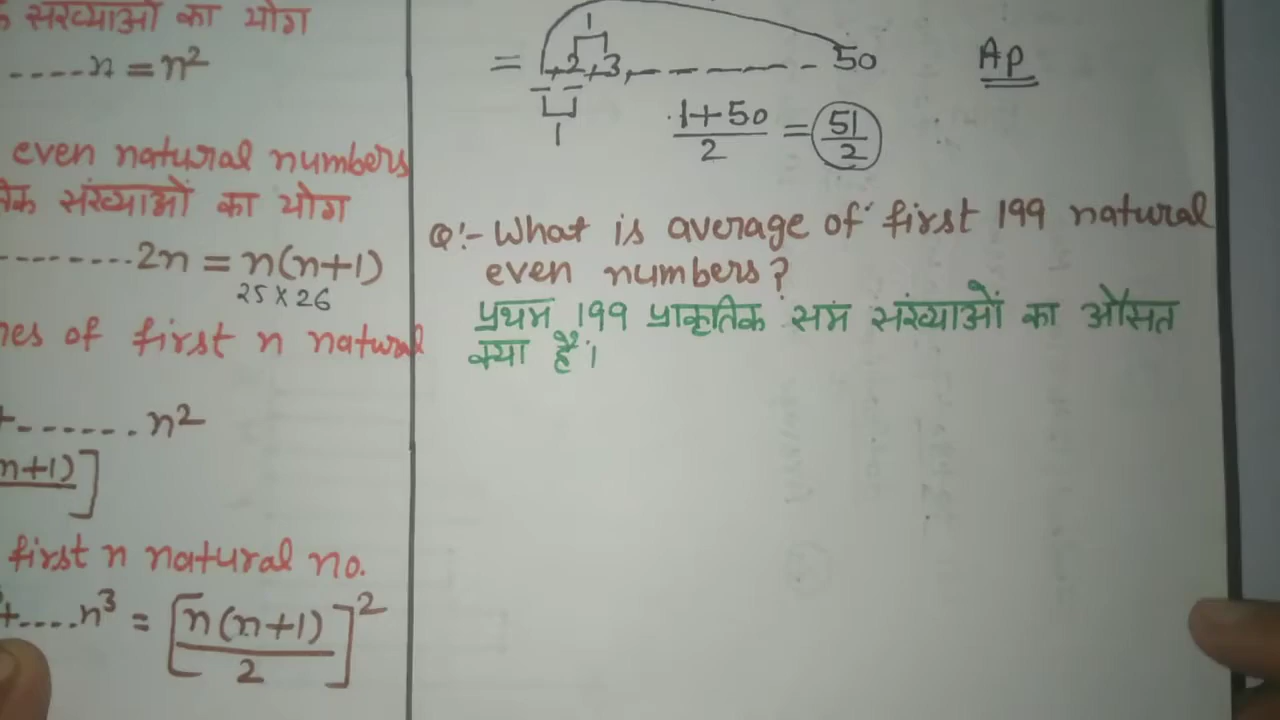 संख्याओं का योग
....n = n²
even natural numbers
संख्याओं का योग
........2n = n(n+1)
25 × 26
of first n natural
+......n²
n+1)]
first n natural no.
+....n³ = [n(n+1)/2]²
1
= 1,2,3,------- 50
1
1+50/2 = 51/2
AP
Q:- What is average of first 199 natural
even numbers?
प्रथम 199 प्राकृतिक सम संख्याओं का औसत
क्या है।